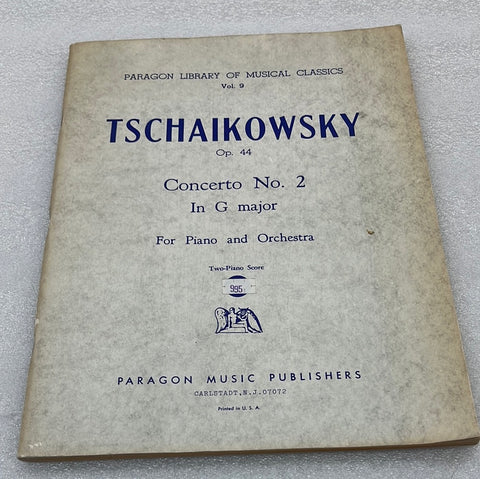 PARAGON LIBRARY OF MUSICAL CLASSICS
Vol. 9
TSCHAIKOWSKY
Op. 44
Concerto No. 2
In G major
For Piano and Orchestra
Two-Piano Score
995
PARAGON MUSIC PUBLISHERS
CARLSTADT,N.J.07072
Printed in U. S. A.